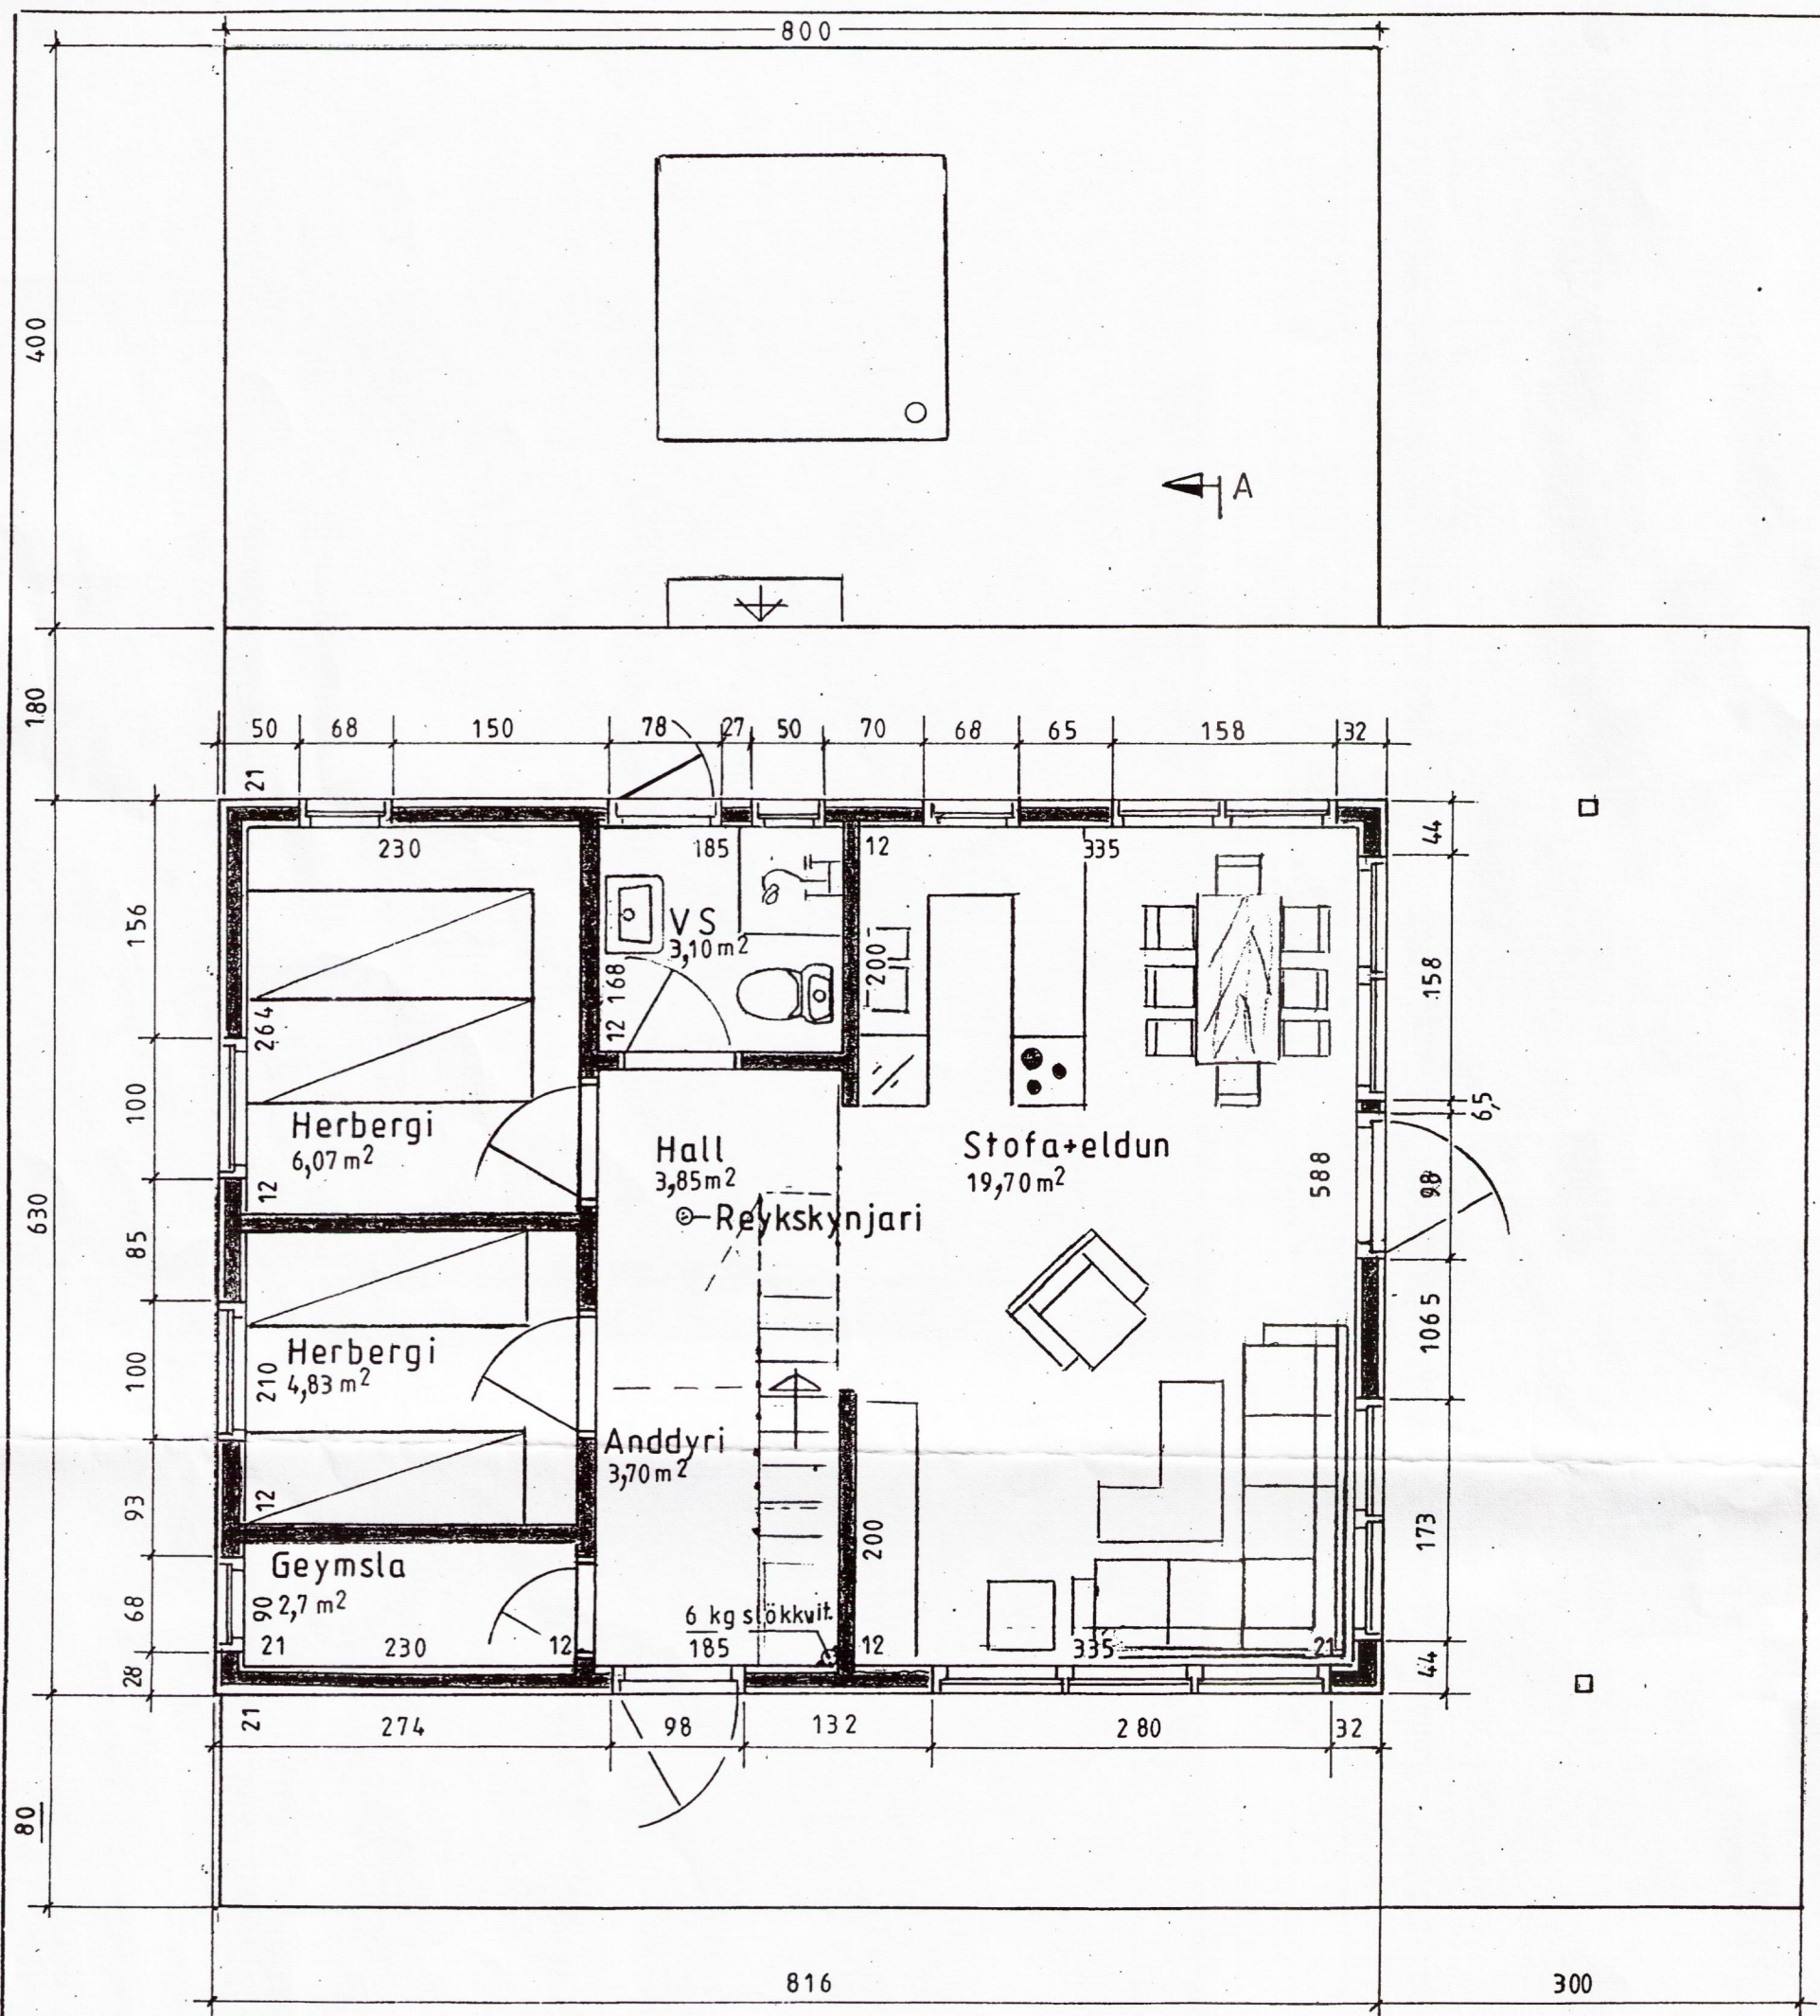 800
400
A
180
50 68 150 78 27 50 70 68 65 158 32
21
230 185 12 335
44
156
VS
3,10 m²
200
158
168
12
264
100
6,5
Herbergi
6,07 m²
Hall
3,85m²
Stofa+eldun
19,70 m²
588
98
12
630
Reykskynjari
85
1065
Herbergi
4,83 m²
210
100
Anddyri
3,70 m²
12
93
200
173
Geymsla
2,7 m²
90
68
6 kg slökkvit.
21 230 12 185 12 335 21
28
44
21
274 98 132 280 32
80
816 300